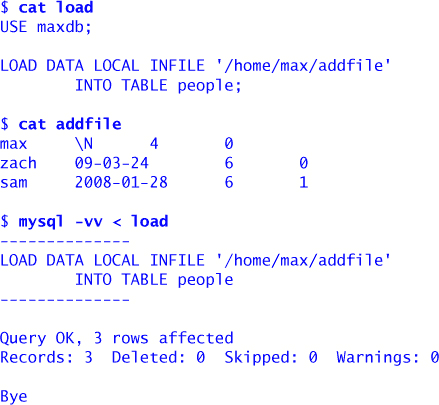 $ cat load
USE maxdb;
LOAD DATA LOCAL INFILE '/home/max/addfile'
INTO TABLE people;
$ cat addfile
max \N 4 0
zach 09-03-24 6 0
sam 2008-01-28 6 1
$ mysql -vv < load
--------------
LOAD DATA LOCAL INFILE '/home/max/addfile'
INTO TABLE people
--------------
Query OK, 3 rows affected
Records: 3 Deleted: 0 Skipped: 0 Warnings: 0
Bye